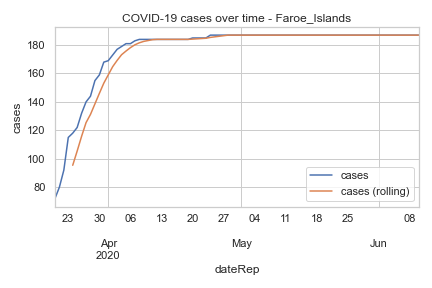 COVID-19 cases over time - Faroe_Islands
cases
180
160
140
120
100
80
cases
cases (rolling)
23 30 06 13 20 27 04 11 18 25 08
Apr May Jun
2020
dateRep